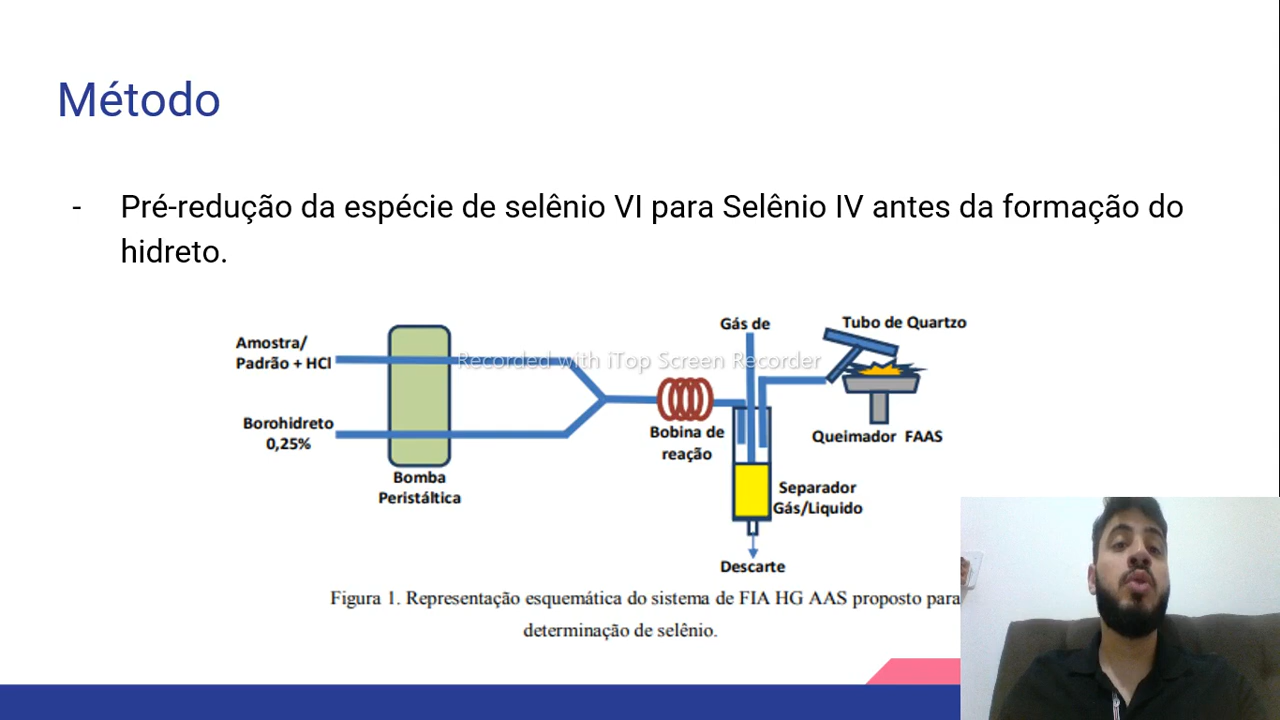 Método
- Pré-redução da espécie de selênio VI para Selênio IV antes da formação do
hidreto.
Gás de
Tubo de Quartzo
Amostra/
Padrão + HCl
Recorded with iTop Screen Recorder
Borohidreto
0,25%
Bobina de
reação
Queimador FAAS
Bomba
Peristáltica
Separador
Gás/Liquido
Descarte
Figura 1. Representação esquemática do sistema de FIA HG AAS proposto para
determinação de selênio.